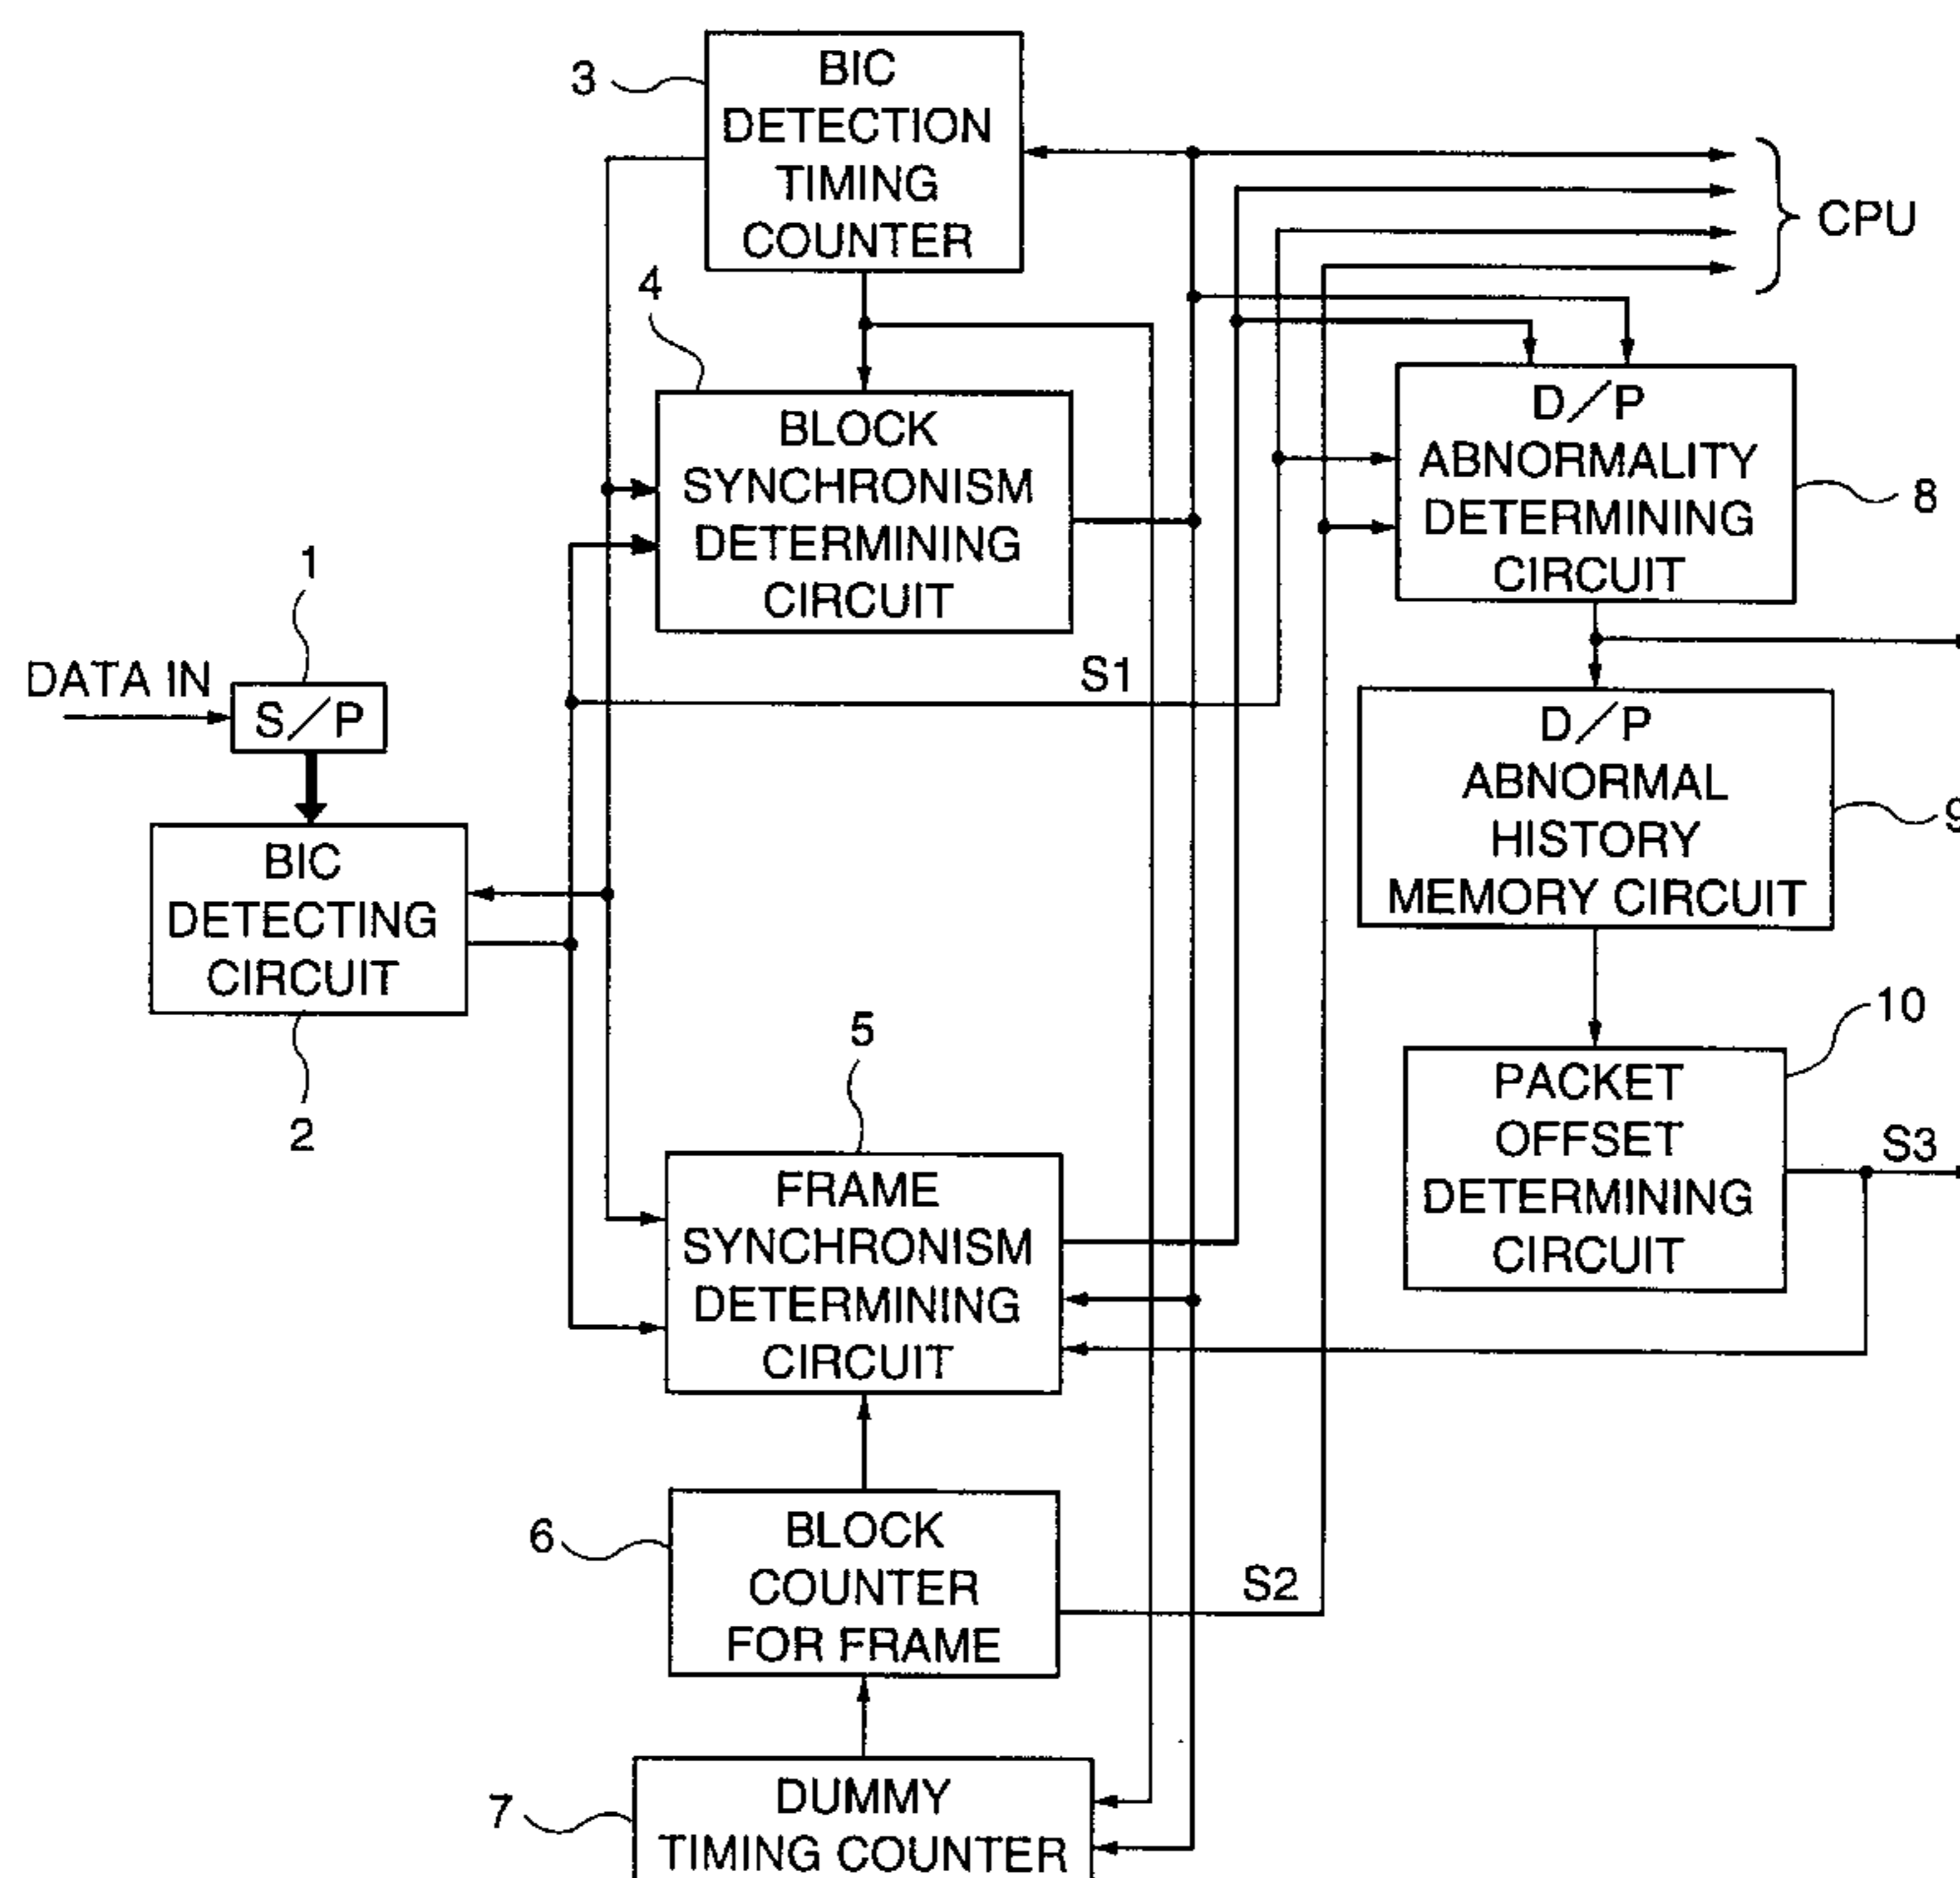 3
BIC
DETECTION
TIMING
COUNTER
CPU
4
BLOCK
SYNCHRONISM
DETERMINING
CIRCUIT
D/P
ABNORMALITY
DETERMINING
CIRCUIT
8
1
DATA IN
S/P
S1
D/P
ABNORMAL
HISTORY
MEMORY CIRCUIT
9
BIC
DETECTING
CIRCUIT
2
10
PACKET
OFFSET
DETERMINING
CIRCUIT
S3
5
FRAME
SYNCHRONISM
DETERMINING
CIRCUIT
6
BLOCK
COUNTER
FOR FRAME
S2
7
DUMMY
TIMING COUNTER